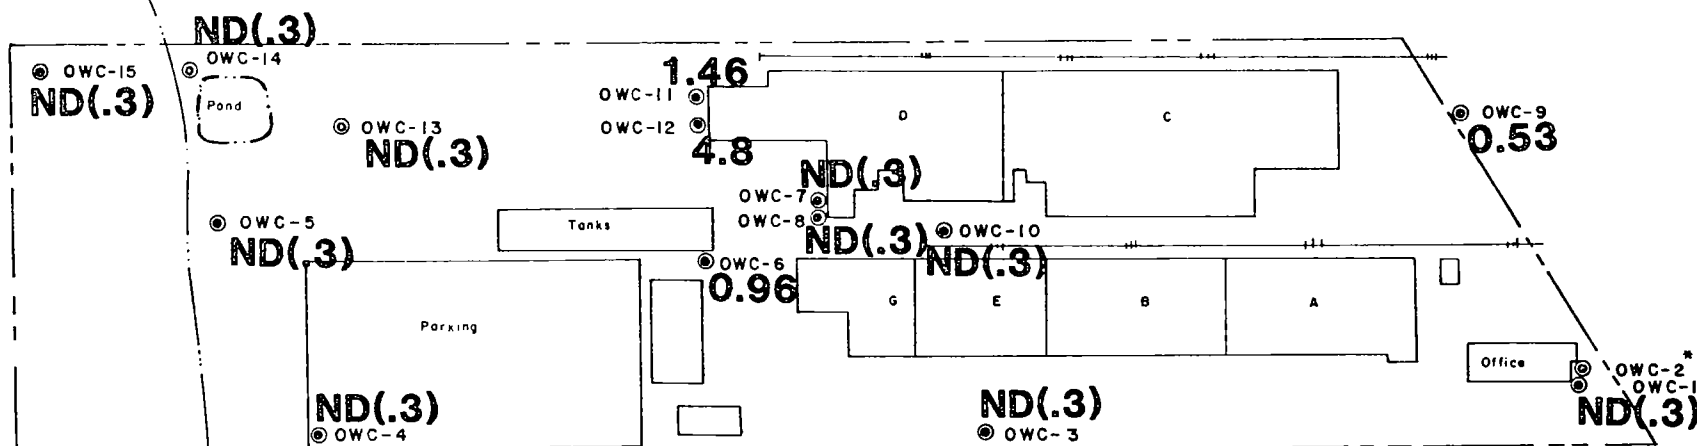 ND(.3)
OWC-14
OWC-15
ND(.3)
Pond
OWC-13
ND(.3)
1.46
OWC-11
OWC-12
4.8
D
C
OWC-9
0.53
ND(.3)
OWC-7
OWC-8
ND(.3)
OWC-10
ND(.3)
OWC-5
ND(.3)
Tanks
OWC-6
0.96
G
E
B
A
Parking
Office
OWC-2*
OWC-1
ND(.3)
ND(.3)
OWC-4
ND(.3)
OWC-3